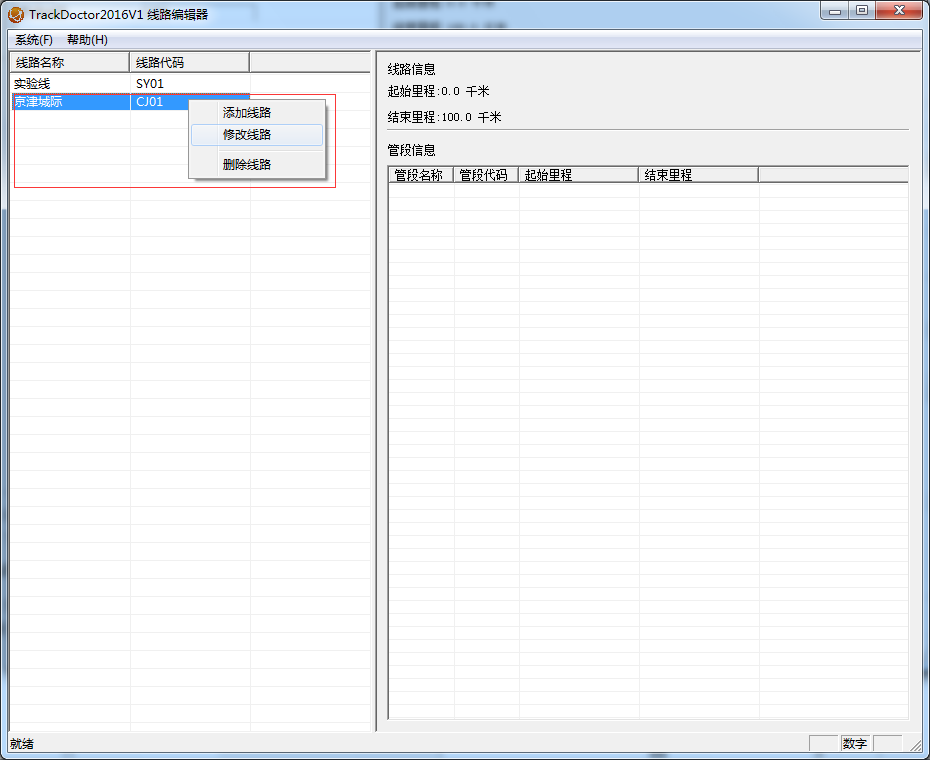 TrackDoctor2016V1 线路编辑器
系统(F) 帮助(H)
线路名称 线路代码
实验线 SY01
京津城际 CJ01
添加线路
修改线路
删除线路
线路信息
起始里程:0.0 千米
结束里程:100.0 千米
管段信息
管段名称 管段代码 起始里程 结束里程
就绪
数字